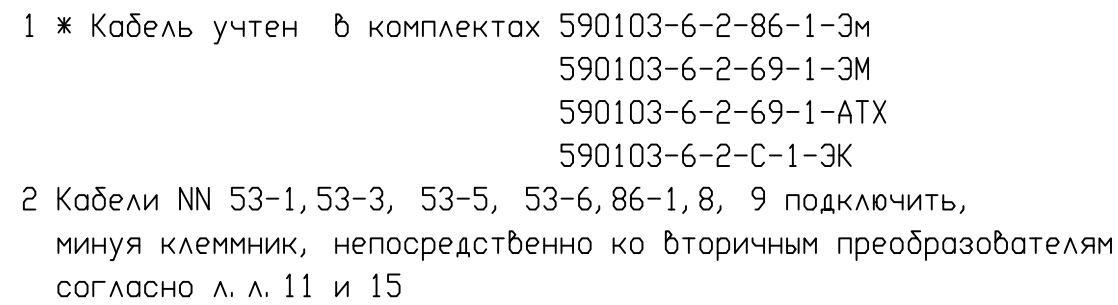 1 * Кабель учтен в комплектах 590103-6-2-86-1-Эм
590103-6-2-69-1-ЭМ
590103-6-2-69-1-АТХ
590103-6-2-С-1-ЭК
2 Кабели NN 53-1, 53-3, 53-5, 53-6, 86-1, 8, 9 подключить,
минуя клеммник, непосредственно ко вторичным преобразователям
согласно л. л. 11 и 15